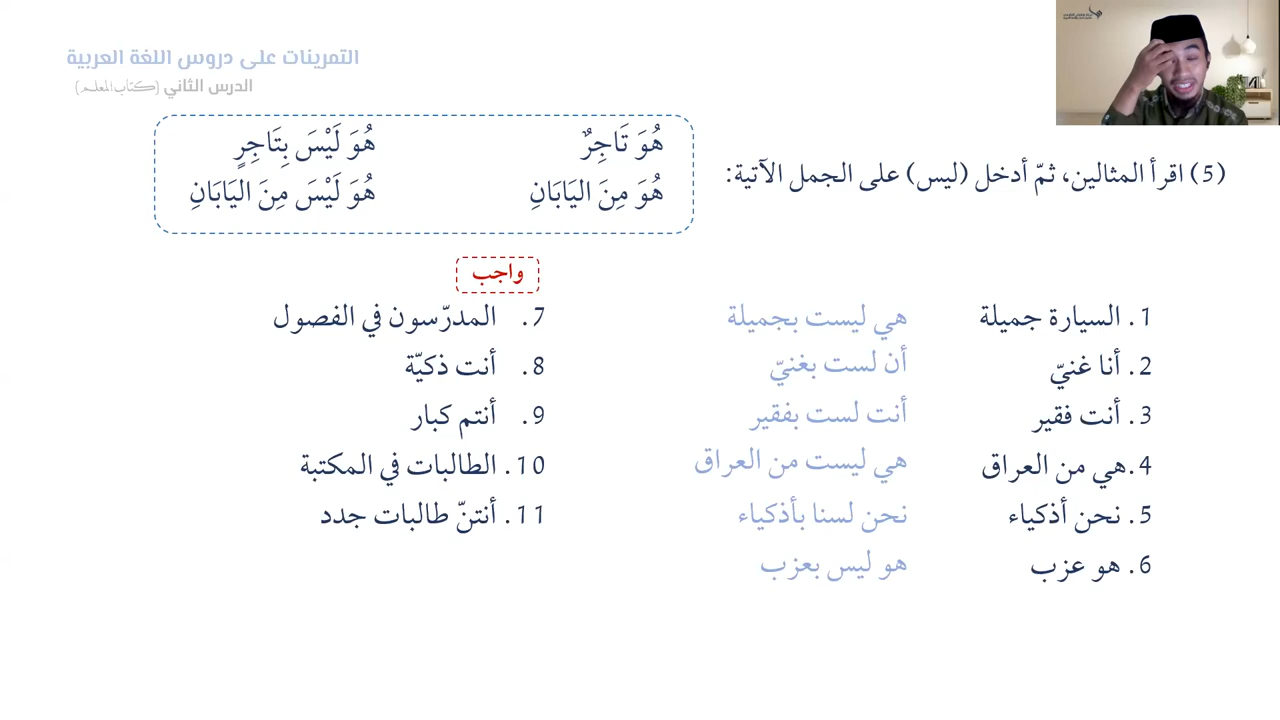 التمرينات على دروس اللغة العربية
الدرس الثاني (كتاب المعلم)
(5) اقرأ المثالين، ثمّ أدخل (ليس) على الجمل الآتية:
هُوَ تَاجِرٌ
هُوَ لَيْسَ بِتَاجِرٍ
هُوَ مِنَ اليَابَانِ
هُوَ لَيْسَ مِنَ اليَابَانِ
1. السيارة جميلة
هي ليست بجميلة
2. أنا غنيّ
أن لست بغنيّ
3. أنت فقير
أنت لست بفقير
4.هي من العراق
هي ليست من العراق
5. نحن أذكياء
نحن لسنا بأذكياء
6. هو عزب
هو ليس بعزب
واجب
7. المدرّسون في الفصول
8. أنت ذكيّة
9. أنتم كبار
10. الطالبات في المكتبة
11. أنتنّ طالبات جدد